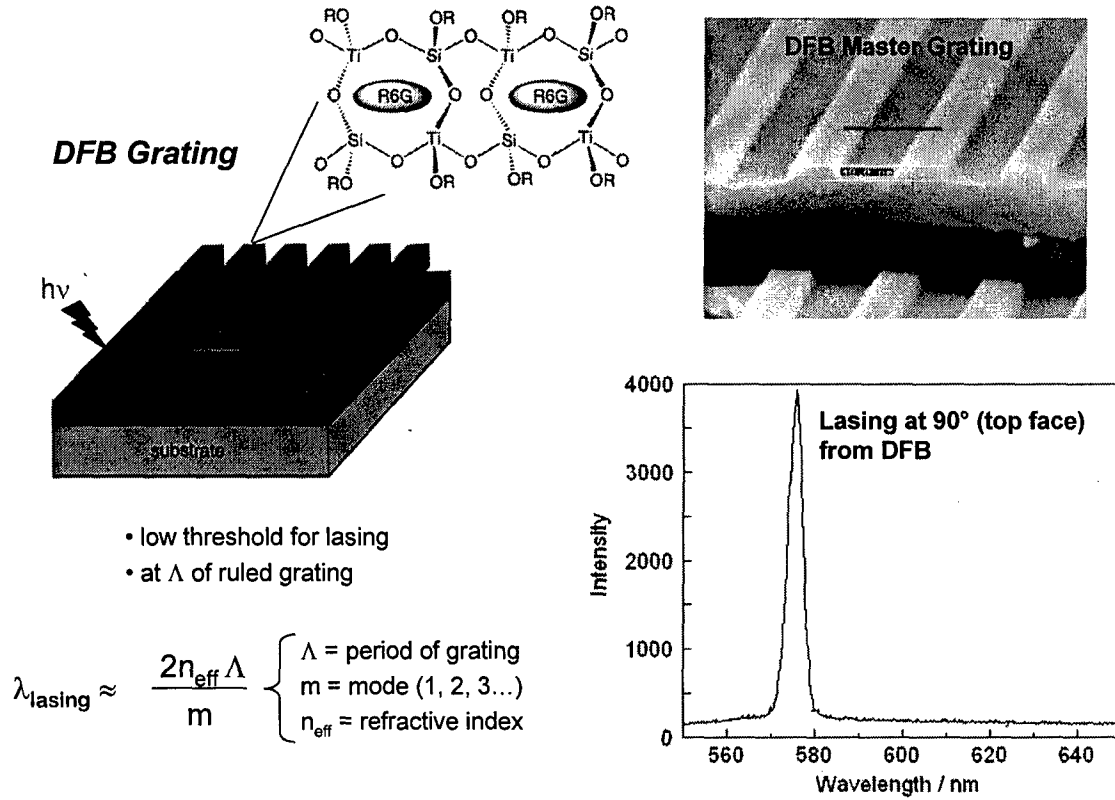 RO
OR
RO
OR
O
Ti
O
Si
O
Ti
O
Si
O
O
R6G
O
O
R6G
O
O
Si
O
Ti
O
Si
O
Ti
O
RO
OR
OR
OR
DFB Grating
hν
substrate
• low threshold for lasing
• at Λ of ruled grating
λlasing ≈ 2neff Λ / m
Λ = period of grating
m = mode (1, 2, 3...)
neff = refractive index
DFB Master Grating
Lasing at 90° (top face)
from DFB
Intensity
4000
3000
2000
1000
0
560 580 600 620 640
Wavelength / nm